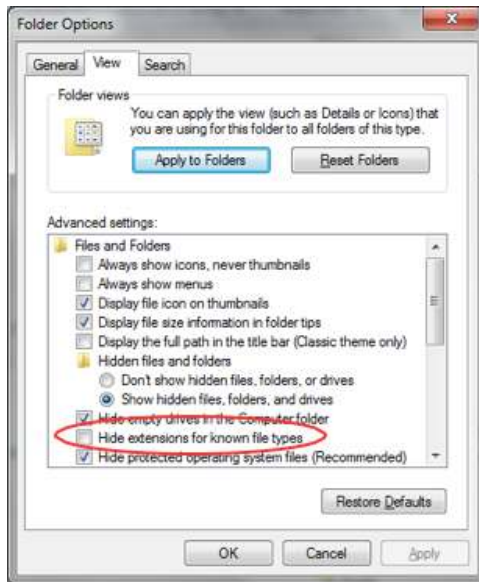 Folder Options
General View Search
Folder views
You can apply the view (such as Details or Icons) that
you are using for this folder to all folders of this type.
Apply to Folders Reset Folders
Advanced settings:
Files and Folders
Always show icons, never thumbnails
Always show menus
Display file icon on thumbnails
Display file size information in folder tips
Display the full path in the title bar (Classic theme only)
Hidden files and folders
Don't show hidden files, folders, or drives
Show hidden files, folders, and drives
Hide empty drives in the Computer folder
Hide extensions for known file types
Hide protected operating system files (Recommended)
Restore Defaults
OK Cancel Apply